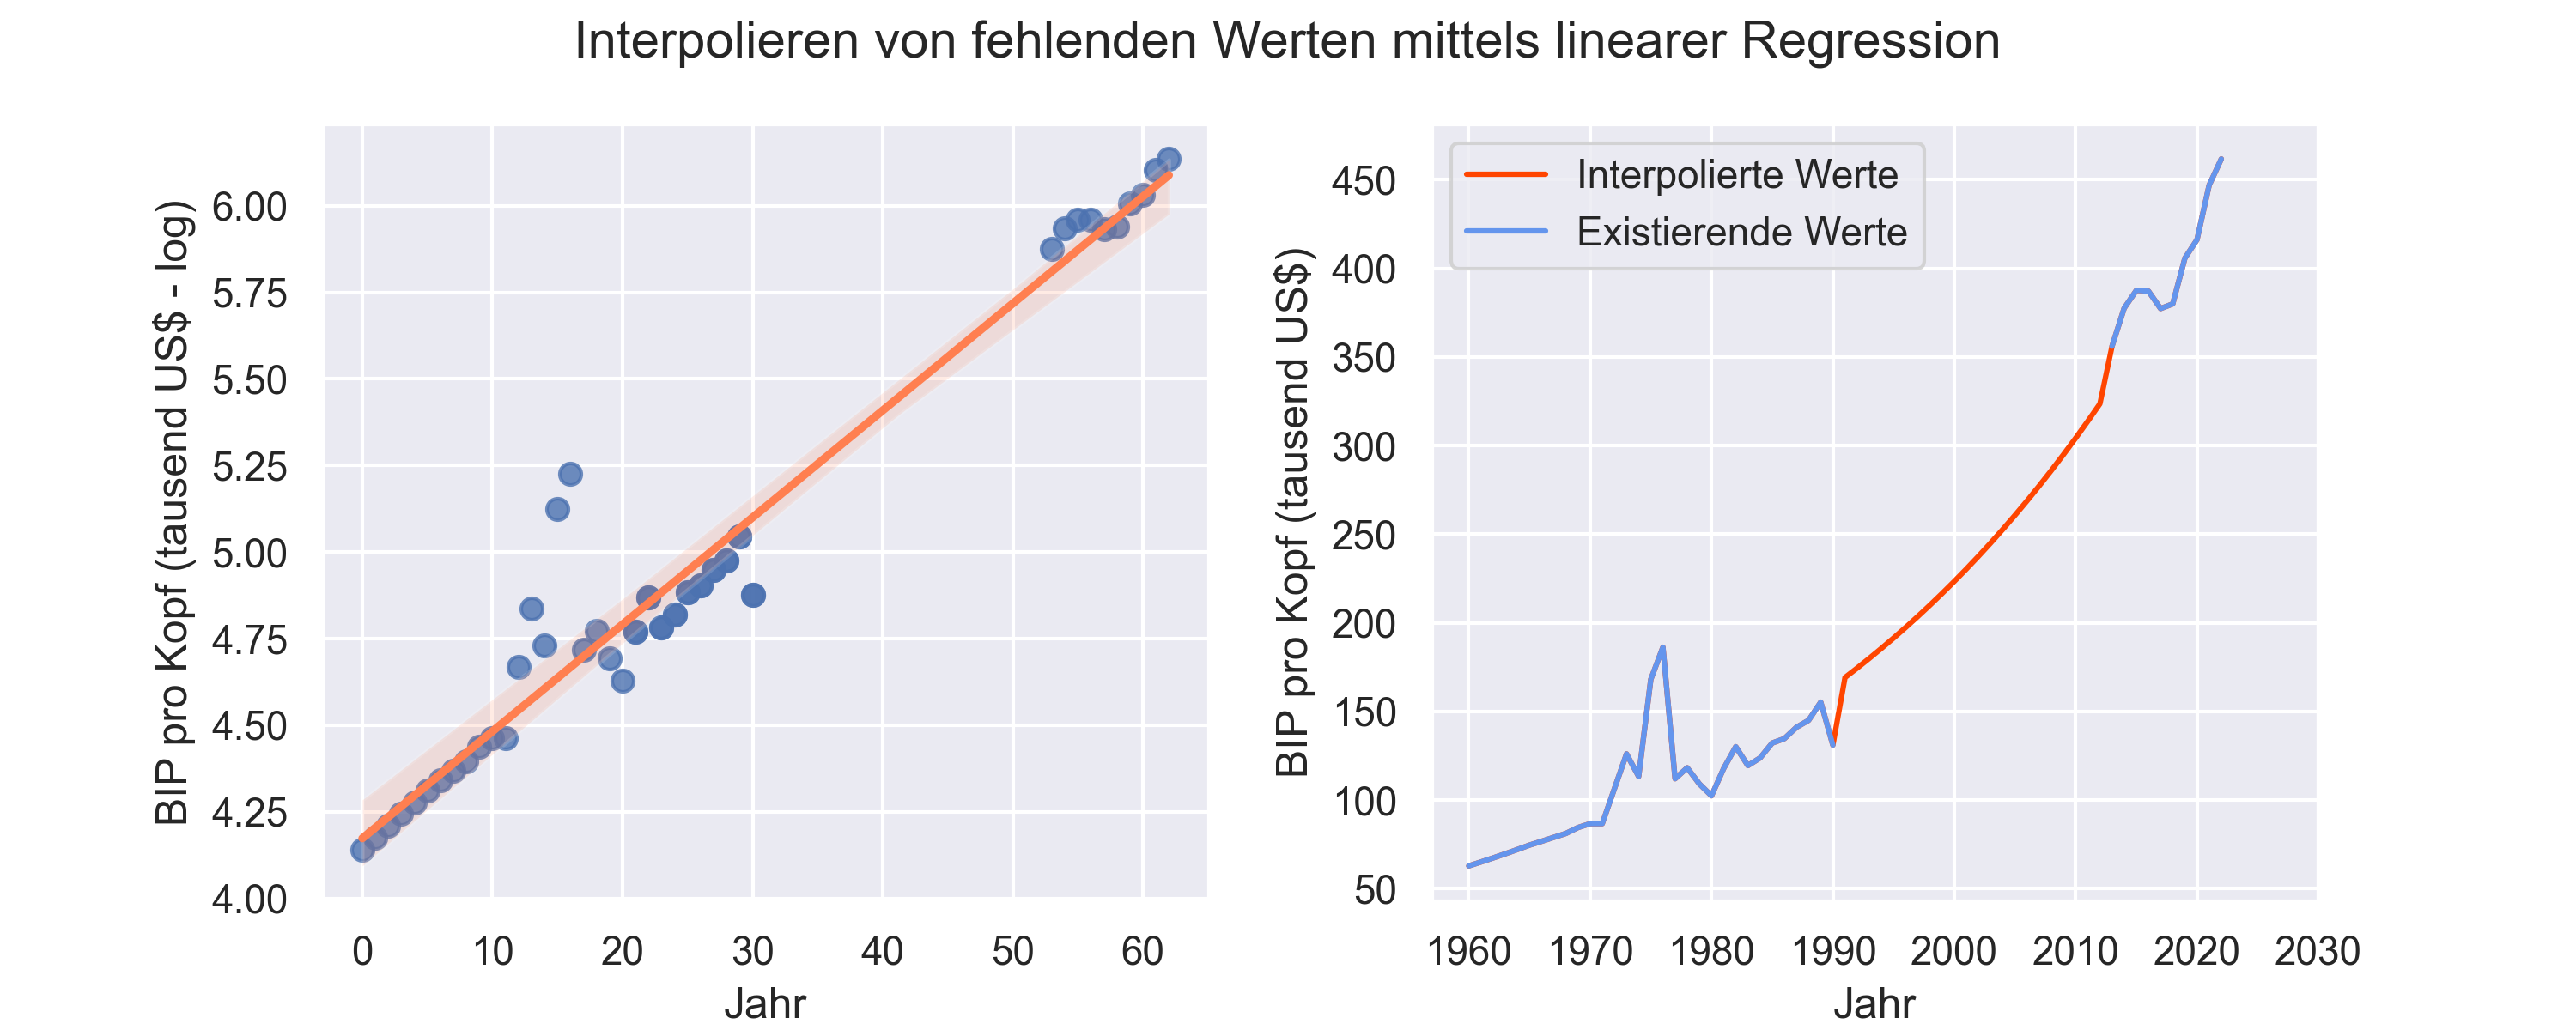 Interpolieren von fehlenden Werten mittels linearer Regression
BIP pro Kopf (tausend US$ - log)
6.00
5.75
5.50
5.25
5.00
4.75
4.50
4.25
4.00
0 10 20 30 40 50 60
Jahr
BIP pro Kopf (tausend US$)
Interpolierte Werte
Existierende Werte
450
400
350
300
250
200
150
100
50
1960 1970 1980 1990 2000 2010 2020 2030
Jahr